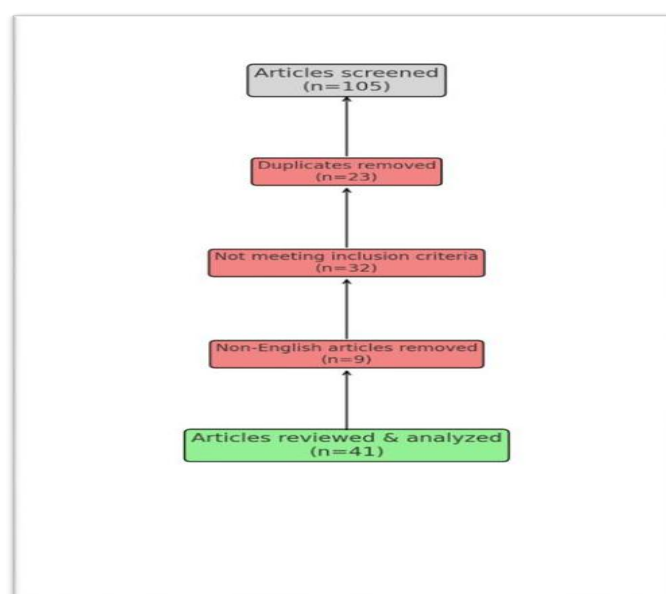 Articles screened
(n=105)
Duplicates removed
(n=23)
Not meeting inclusion criteria
(n=32)
Non-English articles removed
(n=9)
Articles reviewed & analyzed
(n=41)